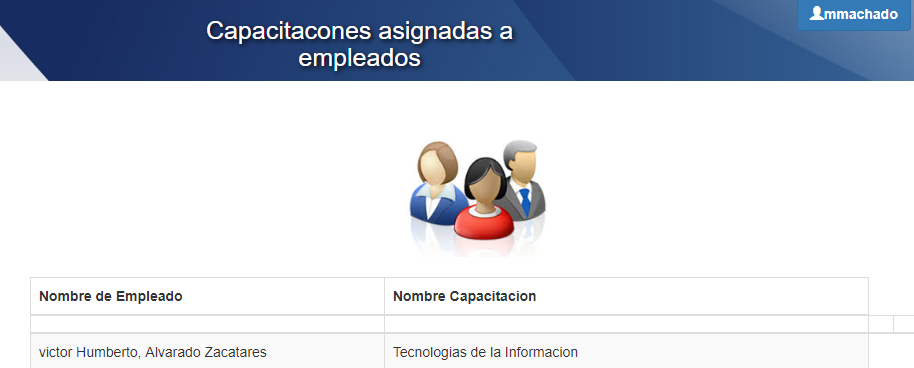 Capacitacones asignadas a
empleados
mmachado
Nombre de Empleado
Nombre Capacitacion
victor Humberto, Alvarado Zacatares
Tecnologias de la Informacion